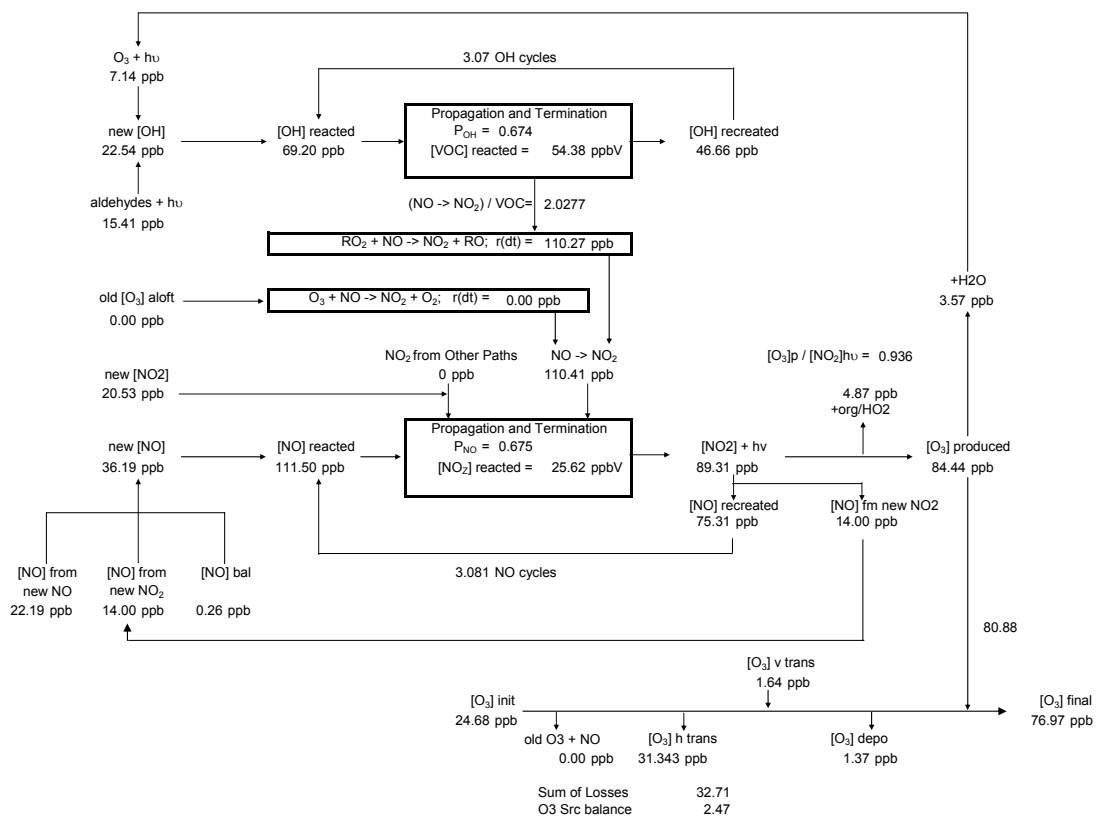 O3 + hυ
7.14 ppb
3.07 OH cycles
new [OH]
22.54 ppb
[OH] reacted
69.20 ppb
Propagation and Termination
POH = 0.674
[VOC] reacted = 54.38 ppbV
[OH] recreated
46.66 ppb
aldehydes + hυ
15.41 ppb
(NO -> NO2) / VOC= 2.0277
RO2 + NO -> NO2 + RO; r(dt) = 110.27 ppb
old [O3] aloft
0.00 ppb
O3 + NO -> NO2 + O2; r(dt) = 0.00 ppb
+H2O
3.57 ppb
NO2 from Other Paths
0 ppb
NO -> NO2
110.41 ppb
[O3]p / [NO2]hυ = 0.936
new [NO2]
20.53 ppb
4.87 ppb
+org/HO2
new [NO]
36.19 ppb
[NO] reacted
111.50 ppb
Propagation and Termination
PNO = 0.675
[NOZ] reacted = 25.62 ppbV
[NO2] + hv
89.31 ppb
[O3] produced
84.44 ppb
[NO] recreated
75.31 ppb
[NO] fm new NO2
14.00 ppb
3.081 NO cycles
[NO] from
new NO
22.19 ppb
[NO] from
new NO2
14.00 ppb
[NO] bal
0.26 ppb
80.88
[O3] v trans
1.64 ppb
[O3] init
24.68 ppb
[O3] final
76.97 ppb
old O3 + NO
0.00 ppb
[O3] h trans
31.343 ppb
[O3] depo
1.37 ppb
Sum of Losses 32.71
O3 Src balance 2.47